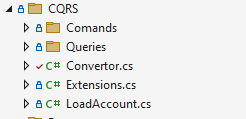 CQRS
Comands
Queries
C# Convertor.cs
C# Extensions.cs
C# LoadAccount.cs